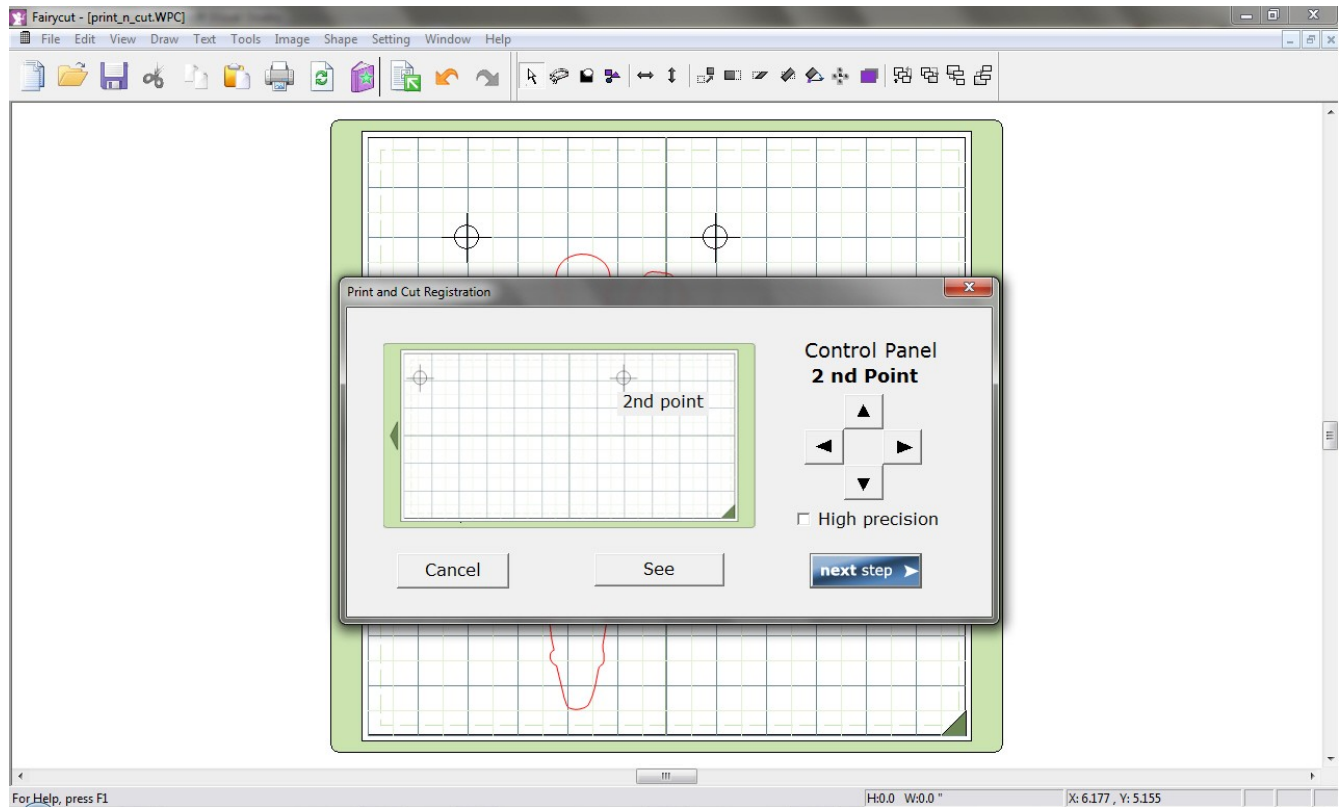 Fairycut - [print_n_cut.WPC]
File Edit View Draw Text Tools Image Shape Setting Window Help
Print and Cut Registration
Control Panel
2 nd Point
2nd point
High precision
Cancel See next step
For Help, press F1 H:0.0 W:0.0 " X: 6.177 , Y: 5.155